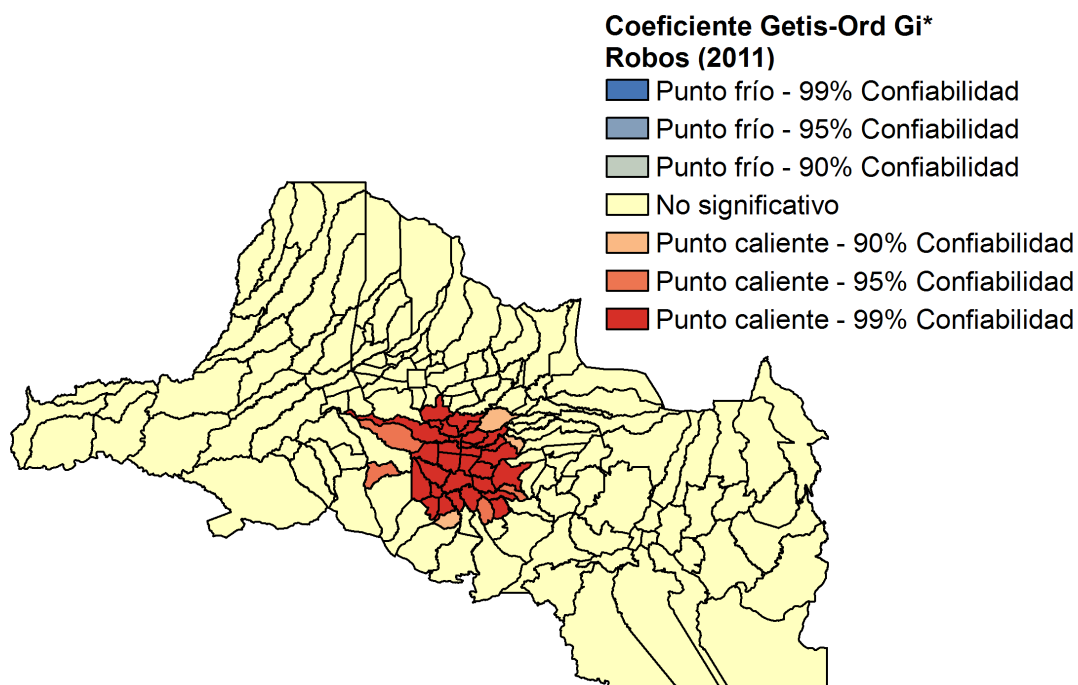 Coeficiente Getis-Ord Gi*
Robos (2011)
Punto frío - 99% Confiabilidad
Punto frío - 95% Confiabilidad
Punto frío - 90% Confiabilidad
No significativo
Punto caliente - 90% Confiabilidad
Punto caliente - 95% Confiabilidad
Punto caliente - 99% Confiabilidad